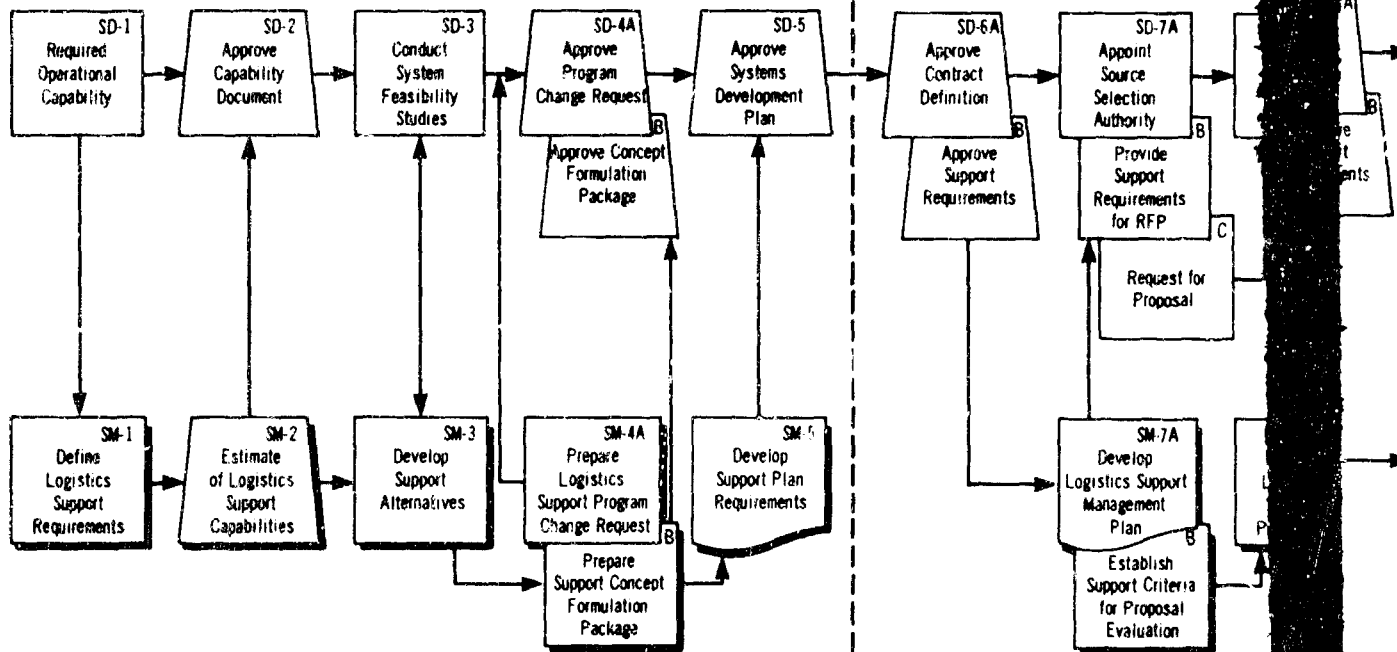 SD-1
Required
Operational
Capability
SD-2
Approve
Capability
Document
SD-3
Conduct
System
Feasibility
Studies
SD-4A
Approve
Program
Change Request
B
Approve Concept
Formulation
Package
SD-5
Approve
Systems
Development
Plan
SD-6A
Approve
Contract
Definition
B
Approve
Support
Requirements
SD-7A
Appoint
Source
Selection
Authority
B
Provide
Support
Requirements
for RFP
C
Request for
Proposal
A
B
SM-1
Define
Logistics
Support
Requirements
SM-2
Estimate
of Logistics
Support
Capabilities
SM-3
Develop
Support
Alternatives
SM-4A
Prepare
Logistics
Support Program
Change Request
B
Prepare
Support Concept
Formulation
Package
SM-5
Develop
Support Plan
Requirements
SM-7A
Develop
Logistics Support
Management
Plan
B
Establish
Support Criteria
for Proposal
Evaluation